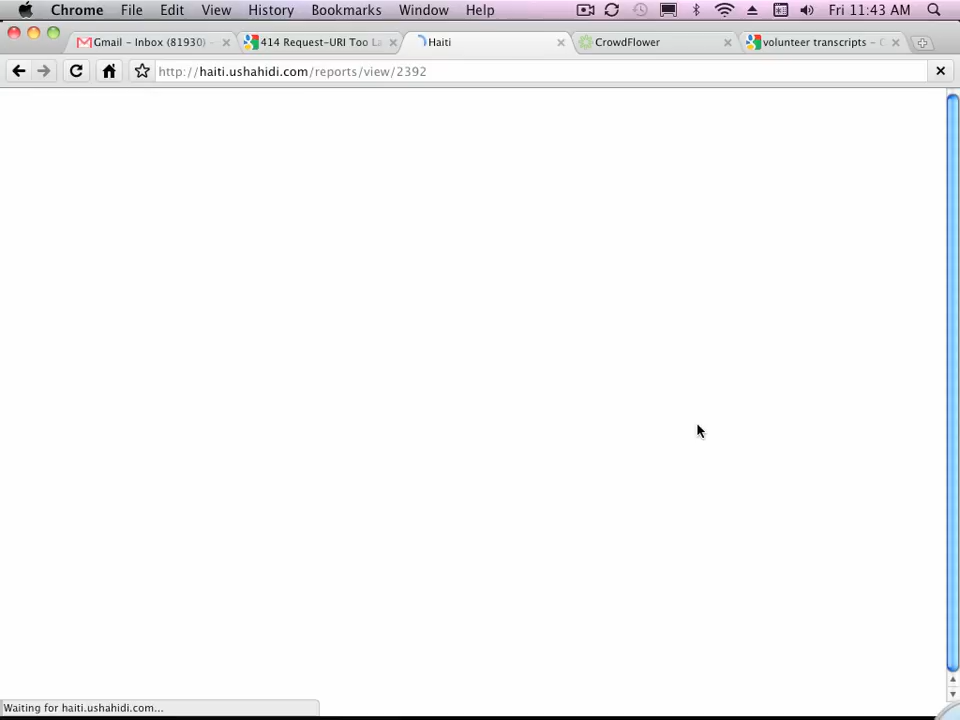 Chrome File Edit View History Bookmarks Window Help Fri 11:43 AM
Gmail - Inbox (81930) - 414 Request-URI Too La Haiti CrowdFlower volunteer transcripts -
http://haiti.ushahidi.com/reports/view/2392
Waiting for haiti.ushahidi.com...